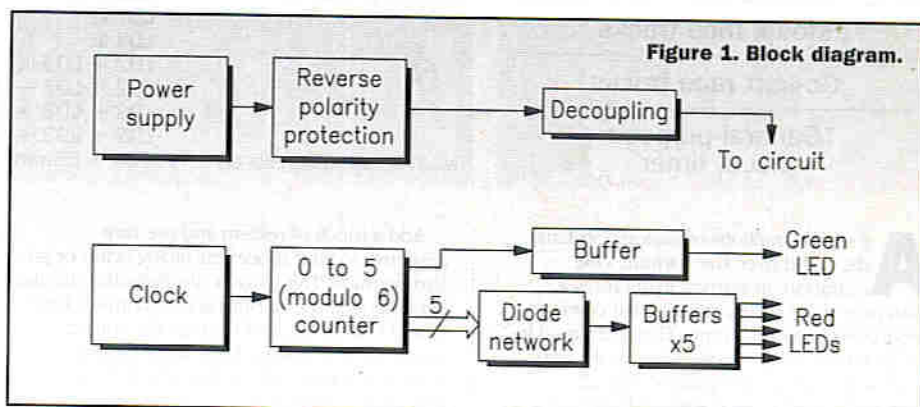 Figure 1. Block diagram.
Power
supply
Reverse
polarity
protection
Decoupling
To circuit
Clock
0 to 5
(modulo 6)
counter
5
Buffer
Green
LED
Diode
network
Buffers
x5
Red
LEDs